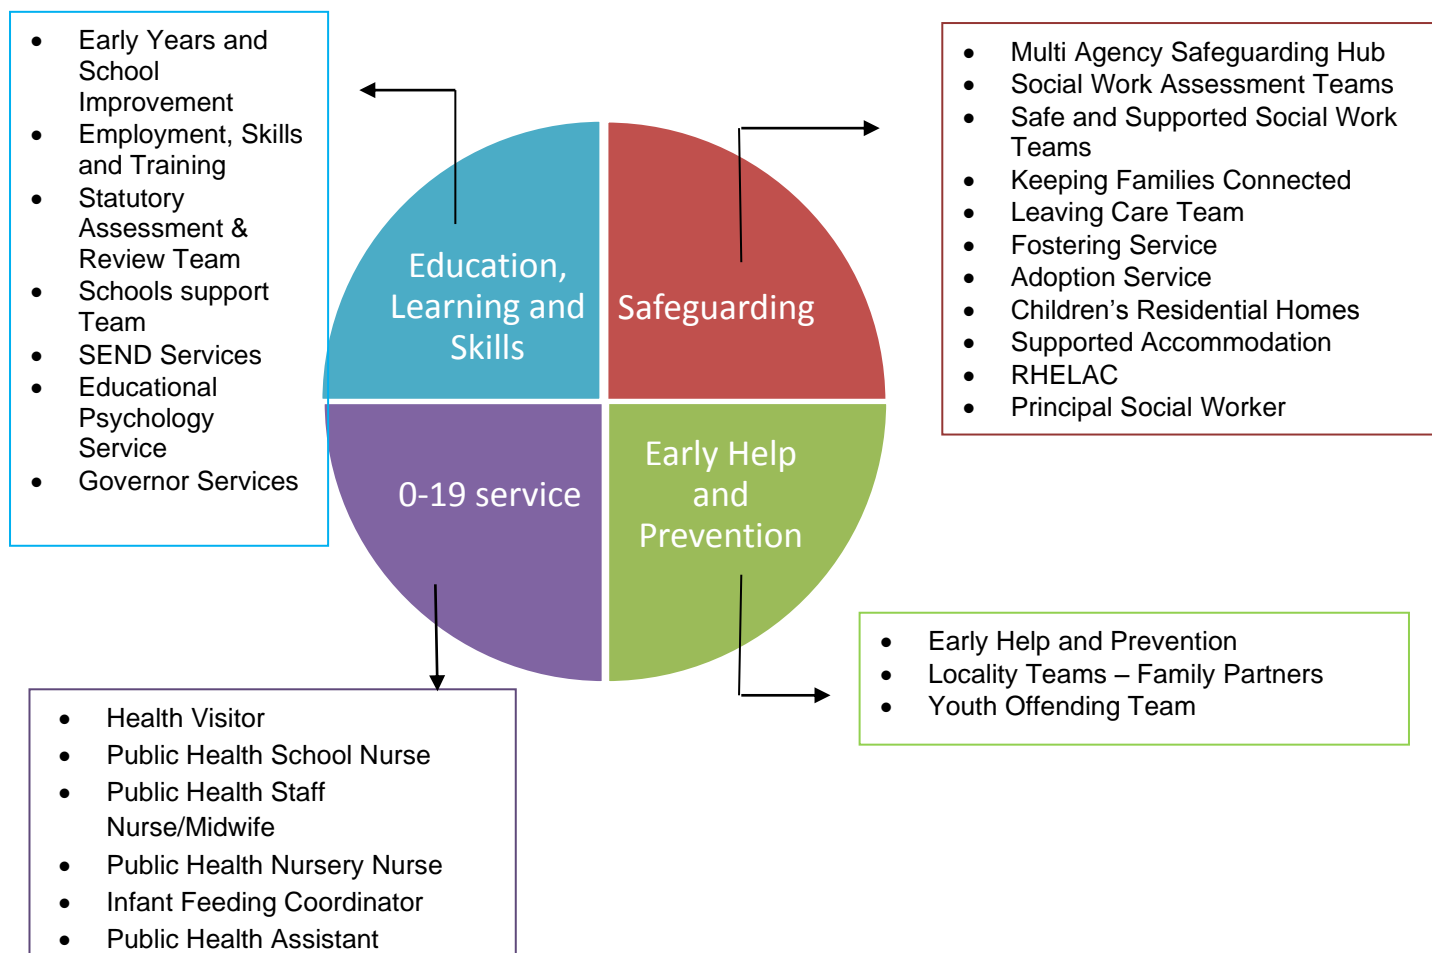 • Early Years and
School
Improvement
• Employment, Skills
and Training
• Statutory
Assessment &
Review Team
• Schools support
Team
• SEND Services
• Educational
Psychology
Service
• Governor Services
Education,
Learning and
Skills
Safeguarding
• Multi Agency Safeguarding Hub
• Social Work Assessment Teams
• Safe and Supported Social Work
Teams
• Keeping Families Connected
• Leaving Care Team
• Fostering Service
• Adoption Service
• Children’s Residential Homes
• Supported Accommodation
• RHELAC
• Principal Social Worker
0-19 service
Early Help
and
Prevention
• Health Visitor
• Public Health School Nurse
• Public Health Staff
Nurse/Midwife
• Public Health Nursery Nurse
• Infant Feeding Coordinator
• Public Health Assistant
• Early Help and Prevention
• Locality Teams – Family Partners
• Youth Offending Team